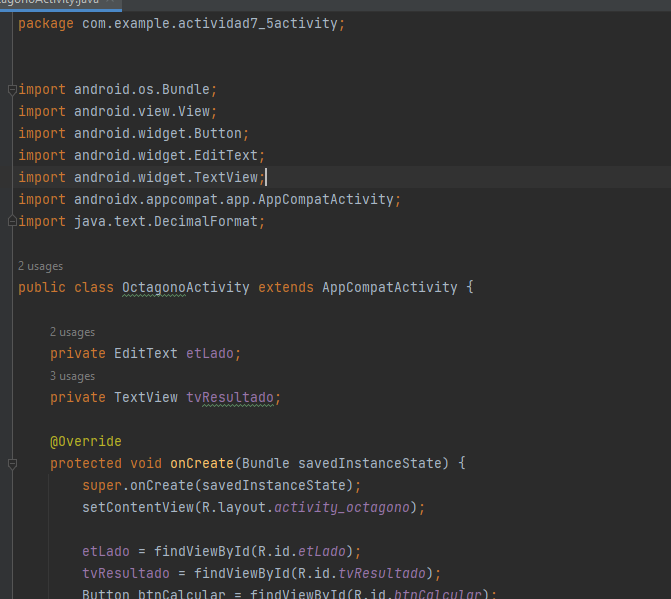 package com.example.actividad7_5activity;
import android.os.Bundle;
import android.view.View;
import android.widget.Button;
import android.widget.EditText;
import android.widget.TextView;
import androidx.appcompat.app.AppCompatActivity;
import java.text.DecimalFormat;
2 usages
public class OctagonoActivity extends AppCompatActivity {
2 usages
private EditText etLado;
3 usages
private TextView tvResultado;
@Override
protected void onCreate(Bundle savedInstanceState) {
super.onCreate(savedInstanceState);
setContentView(R.layout.activity_octagono);
etLado = findViewById(R.id.etLado);
tvResultado = findViewById(R.id.tvResultado);
Button btnCalcular = findViewById(R.id.btnCalcular);